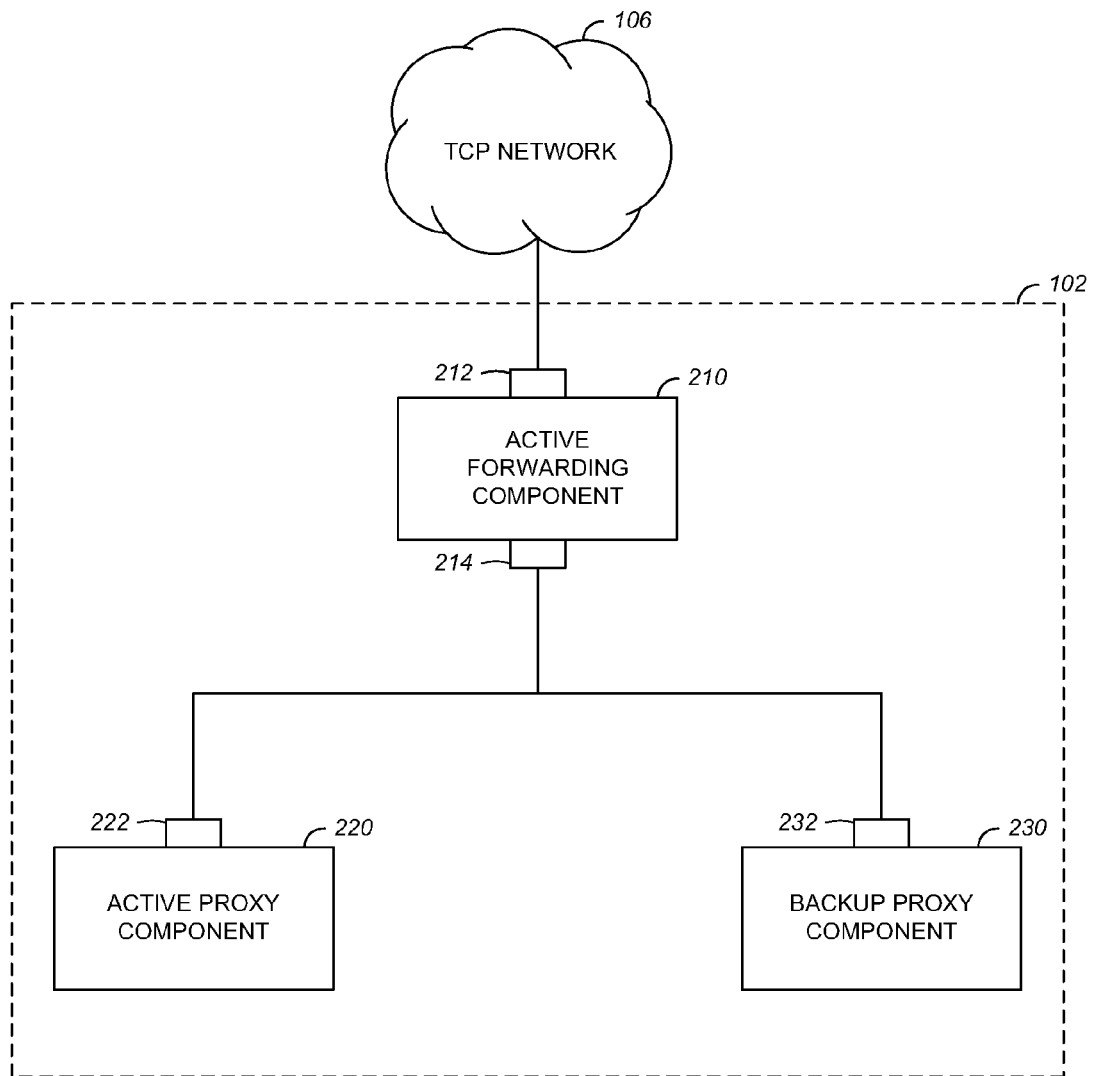 106
TCP NETWORK
102
212
210
ACTIVE
FORWARDING
COMPONENT
214
222
220
232
230
ACTIVE PROXY
COMPONENT
BACKUP PROXY
COMPONENT